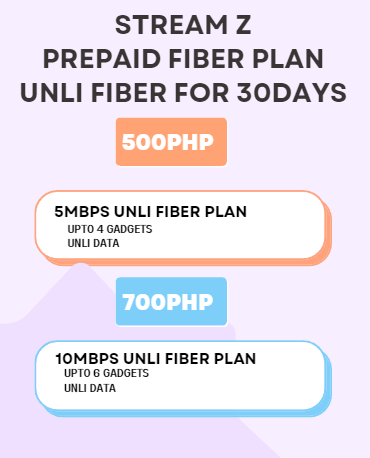 STREAM Z
PREPAID FIBER PLAN
UNLI FIBER FOR 30DAYS
500PHP
5MBPS UNLI FIBER PLAN
UPTO 4 GADGETS
UNLI DATA
700PHP
10MBPS UNLI FIBER PLAN
UPTO 6 GADGETS
UNLI DATA